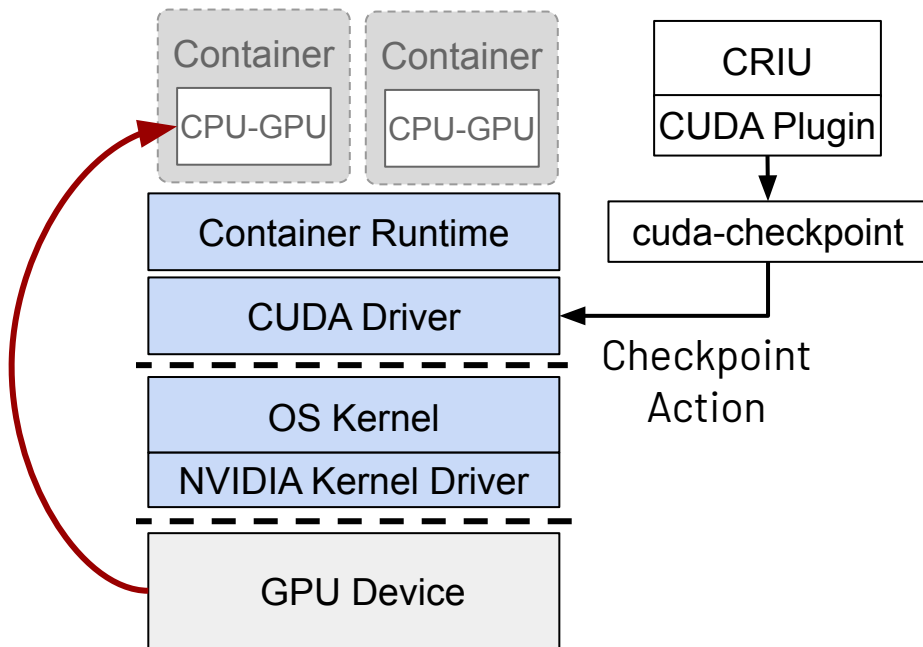 Container
CPU-GPU
Container
CPU-GPU
CRIU
CUDA Plugin
cuda-checkpoint
Container Runtime
CUDA Driver
Checkpoint
Action
OS Kernel
NVIDIA Kernel Driver
GPU Device